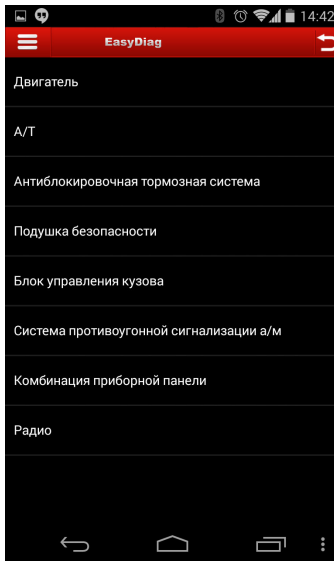 14:42
EasyDiag
Двигатель
А/Т
Антиблокировочная тормозная система
Подушка безопасности
Блок управления кузова
Система противоугонной сигнализации а/м
Комбинация приборной панели
Радио